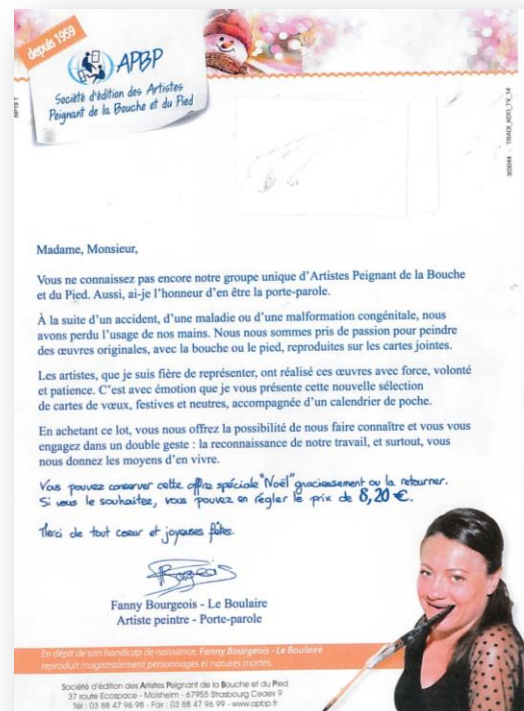 depuis 1959
APBP
Société d'édition des Artistes
Peignant de la Bouche et du Pied
Madame, Monsieur,
Vous ne connaissez pas encore notre groupe unique d'Artistes Peignant de la Bouche
et du Pied. Aussi, ai-je l'honneur d'en être la porte-parole.
À la suite d'un accident, d'une maladie ou d'une malformation congénitale, nous
avons perdu l'usage de nos mains. Nous nous sommes pris de passion pour peindre
des œuvres originales, avec la bouche ou le pied, reproduites sur les cartes jointes.
Les artistes, que je suis fière de représenter, ont réalisé ces œuvres avec force, volonté
et patience. C'est avec émotion que je vous présente cette nouvelle sélection
de cartes de vœux, festives et neutres, accompagnée d'un calendrier de poche.
En achetant ce lot, vous nous offrez la possibilité de nous faire connaître et vous vous
engagez dans un double geste : la reconnaissance de notre travail, et surtout, vous
nous donnez les moyens d'en vivre.
Vous pouvez conserver cette offre spéciale "Noël" gracieusement ou la retourner.
Si vous le souhaitez, vous pouvez en régler le prix de 8,20 €.
Merci de tout coeur et joyeuses fêtes.
Fanny Bourgeois - Le Boulaire
Artiste peintre - Porte-parole
En dépit de son handicap de naissance, Fanny Bourgeois - Le Boulaire
reproduit magistralement personnages et natures mortes.
Société d'édition des Artistes Peignant de la Bouche et du Pied
37 route Ecospace - Molsheim - 67955 Strasbourg Cedex 9
Tél : 03 88 47 96 98 - Fax : 03 88 47 96 99 - www.apbp.fr